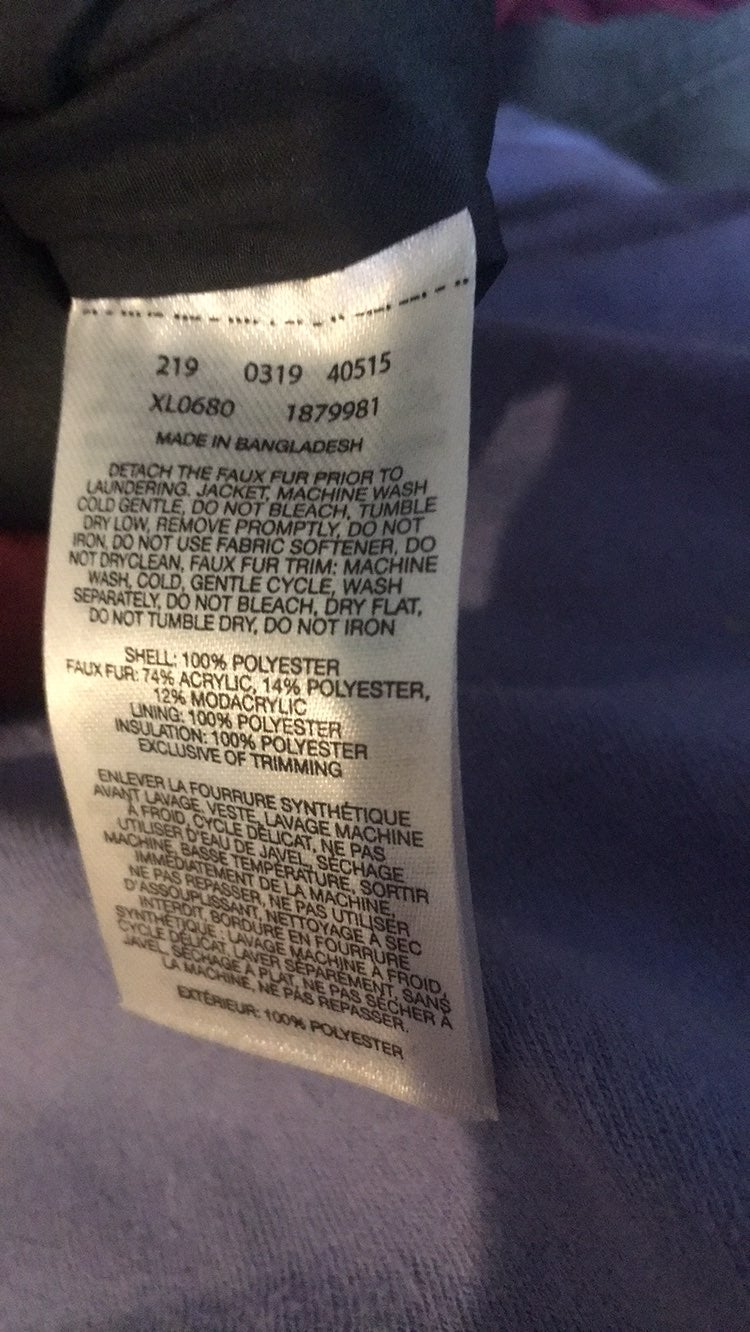 219 0319 40515
XL0680 1879981
MADE IN BANGLADESH
DETACH THE FAUX FUR PRIOR TO
LAUNDERING. JACKET, MACHINE WASH
COLD GENTLE, DO NOT BLEACH, TUMBLE
DRY LOW, REMOVE PROMPTLY, DO NOT
IRON, DO NOT USE FABRIC SOFTENER, DO
NOT DRYCLEAN, FAUX FUR TRIM: MACHINE
WASH, COLD, GENTLE CYCLE, WASH
SEPARATELY, DO NOT BLEACH, DRY FLAT,
DO NOT TUMBLE DRY, DO NOT IRON
SHELL: 100% POLYESTER
FAUX FUR: 74% ACRYLIC, 14% POLYESTER,
12% MODACRYLIC
LINING: 100% POLYESTER
INSULATION: 100% POLYESTER
EXCLUSIVE OF TRIMMING
ENLEVER LA FOURRURE SYNTHÉTIQUE
AVANT LAVAGE. VESTE, LAVAGE MACHINE
À FROID, CYCLE DÉLICAT, NE PAS
UTILISER D'EAU DE JAVEL, SÉCHAGE
MACHINE, BASSE TEMPÉRATURE, SORTIR
IMMÉDIATEMENT DE LA MACHINE,
NE PAS REPASSER, NE PAS UTILISER
D'ASSOUPLISSANT, NETTOYAGE À SEC
INTERDIT, BORDURE EN FOURRURE
SYNTHÉTIQUE : LAVAGE MACHINE À FROID,
CYCLE DÉLICAT, LAVER SÉPARÉMENT, SANS
JAVEL, SÉCHAGE À PLAT, NE PAS SÉCHER À
LA MACHINE, NE PAS REPASSER.
EXTÉRIEUR: 100% POLYESTER